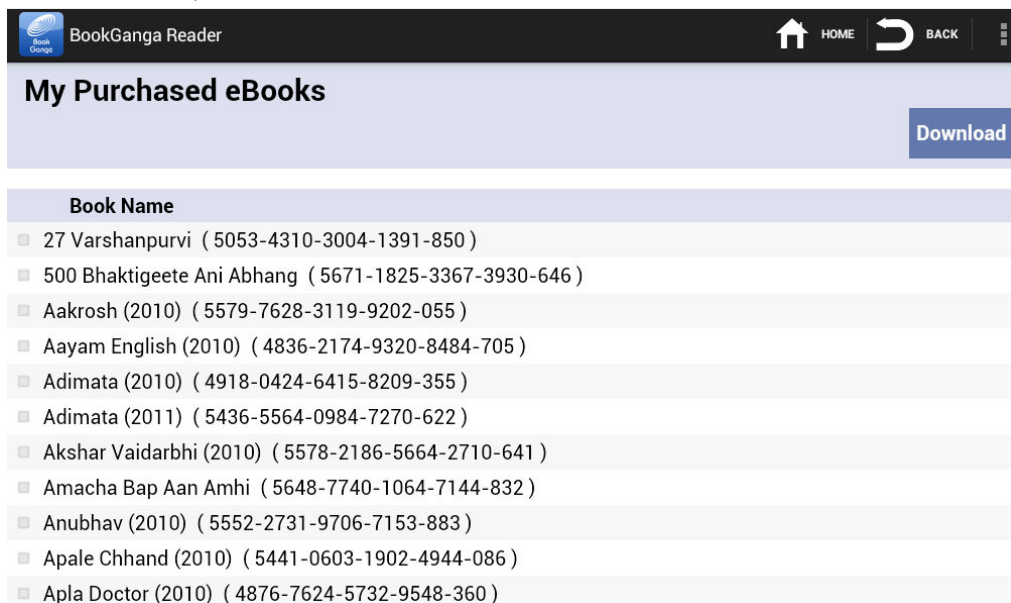 Book Ganga
BookGanga Reader
HOME
BACK
My Purchased eBooks
Download
Book Name
27 Varshanpurvi ( 5053-4310-3004-1391-850 )
500 Bhaktigeete Ani Abhang ( 5671-1825-3367-3930-646 )
Aakrosh (2010) ( 5579-7628-3119-9202-055 )
Aayam English (2010) ( 4836-2174-9320-8484-705 )
Adimata (2010) ( 4918-0424-6415-8209-355 )
Adimata (2011) ( 5436-5564-0984-7270-622 )
Akshar Vaidarbhi (2010) ( 5578-2186-5664-2710-641 )
Amacha Bap Aan Amhi ( 5648-7740-1064-7144-832 )
Anubhav (2010) ( 5552-2731-9706-7153-883 )
Apale Chhand (2010) ( 5441-0603-1902-4944-086 )
Apla Doctor (2010) ( 4876-7624-5732-9548-360 )